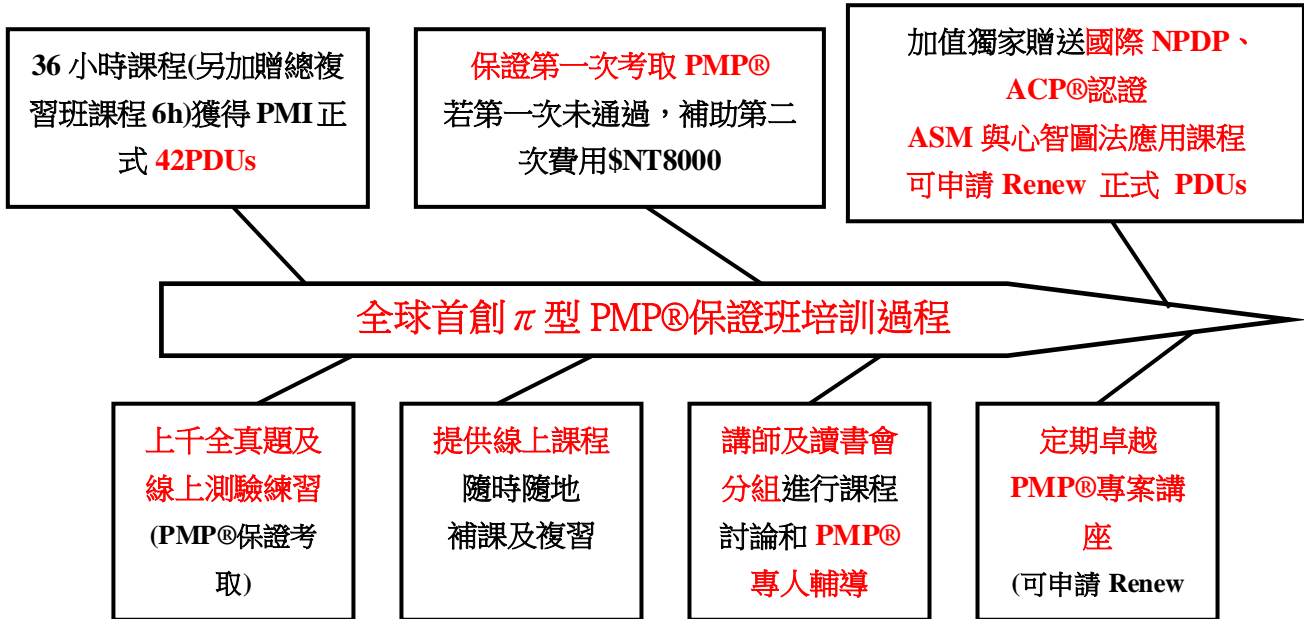 36 小時課程(另加贈總複
習班課程 6h)獲得 PMI 正
式 42PDUs
保證第一次考取 PMP®
若第一次未通過，補助第二
次費用$NT8000
加值獨家贈送國際 NPDP、
ACP®認證
ASM 與心智圖法應用課程
可申請 Renew 正式 PDUs
全球首創 π 型 PMP®保證班培訓過程
上千全真題及
線上測驗練習
(PMP®保證考
取)
提供線上課程
隨時隨地
補課及複習
講師及讀書會
分組進行課程
討論和 PMP®
專人輔導
定期卓越
PMP®專案講
座
(可申請 Renew